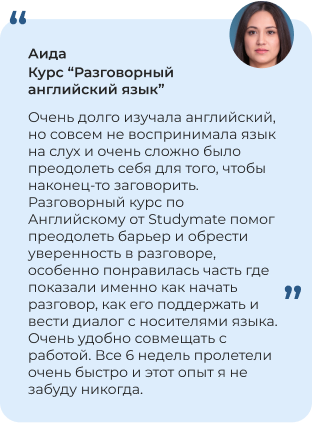 Аида
Курс “Разговорный
английский язык”
Очень долго изучала английский,
но совсем не воспринимала язык
на слух и очень сложно было
преодолеть себя для того, чтобы
наконец-то заговорить.
Разговорный курс по
Английскому от Studymate помог
преодолеть барьер и обрести
уверенность в разговоре,
особенно понравилась часть где
показали именно как начать
разговор, как его поддержать и
вести диалог с носителями языка.
Очень удобно совмещать с
работой. Все 6 недель пролетели
очень быстро и этот опыт я не
забуду никогда.